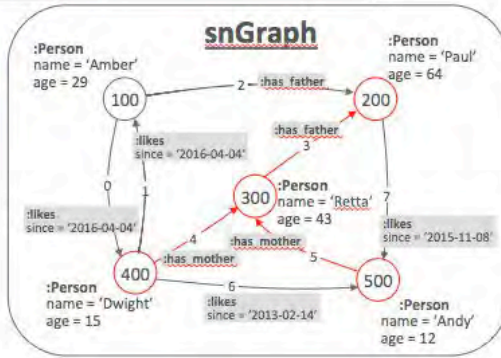 snGraph
:Person
name = 'Amber'
age = 29
100
:Person
name = 'Paul'
age = 64
200
2
:has_father
:has_father
3
:likes
since = '2016-04-04'
0
1
300
:Person
name = 'Retta'
age = 43
7
:likes
since = '2016-04-04'
4
:has_mother
:has_mother
5
:likes
since = '2015-11-08'
400
:Person
name = 'Dwight'
age = 15
6
:likes
since = '2013-02-14'
500
:Person
name = 'Andy'
age = 12